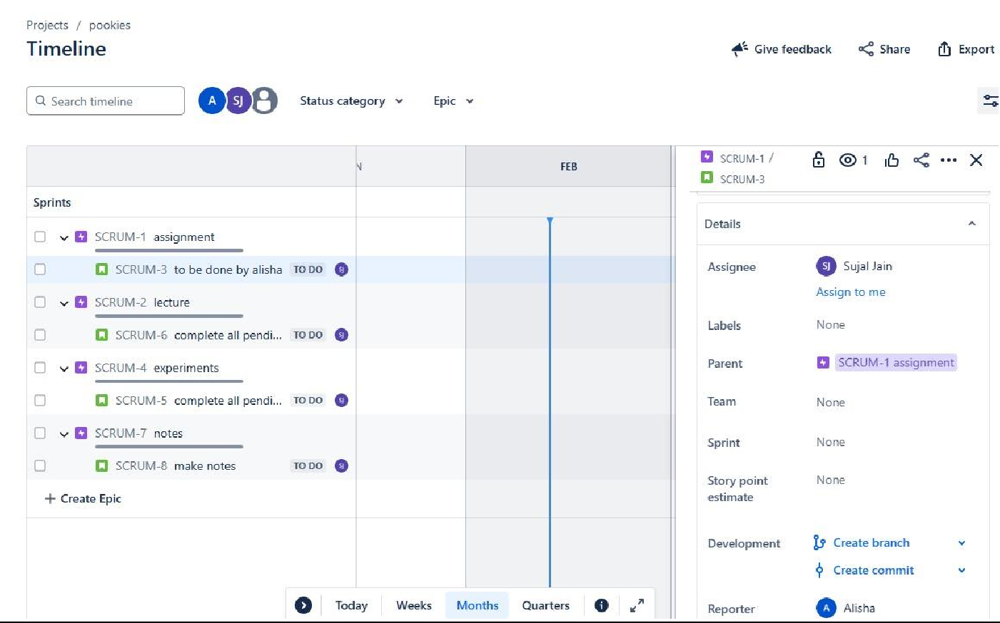 Projects / pookies
Timeline
Give feedback
Share
Export
Search timeline
A
SJ
Status category
Epic
N
FEB
Sprints
SCRUM-1 assignment
SCRUM-3 to be done by alisha TO DO SJ
SCRUM-2 lecture
SCRUM-6 complete all pendi... TO DO SJ
SCRUM-4 experiments
SCRUM-5 complete all pendi... TO DO SJ
SCRUM-7 notes
SCRUM-8 make notes TO DO SJ
+ Create Epic
Today
Weeks
Months
Quarters
SCRUM-1 /
SCRUM-3
1
Details
Assignee SJ Sujal Jain
Assign to me
Labels None
Parent SCRUM-1 assignment
Team None
Sprint None
Story point None
estimate
Development Create branch
Create commit
Reporter A Alisha